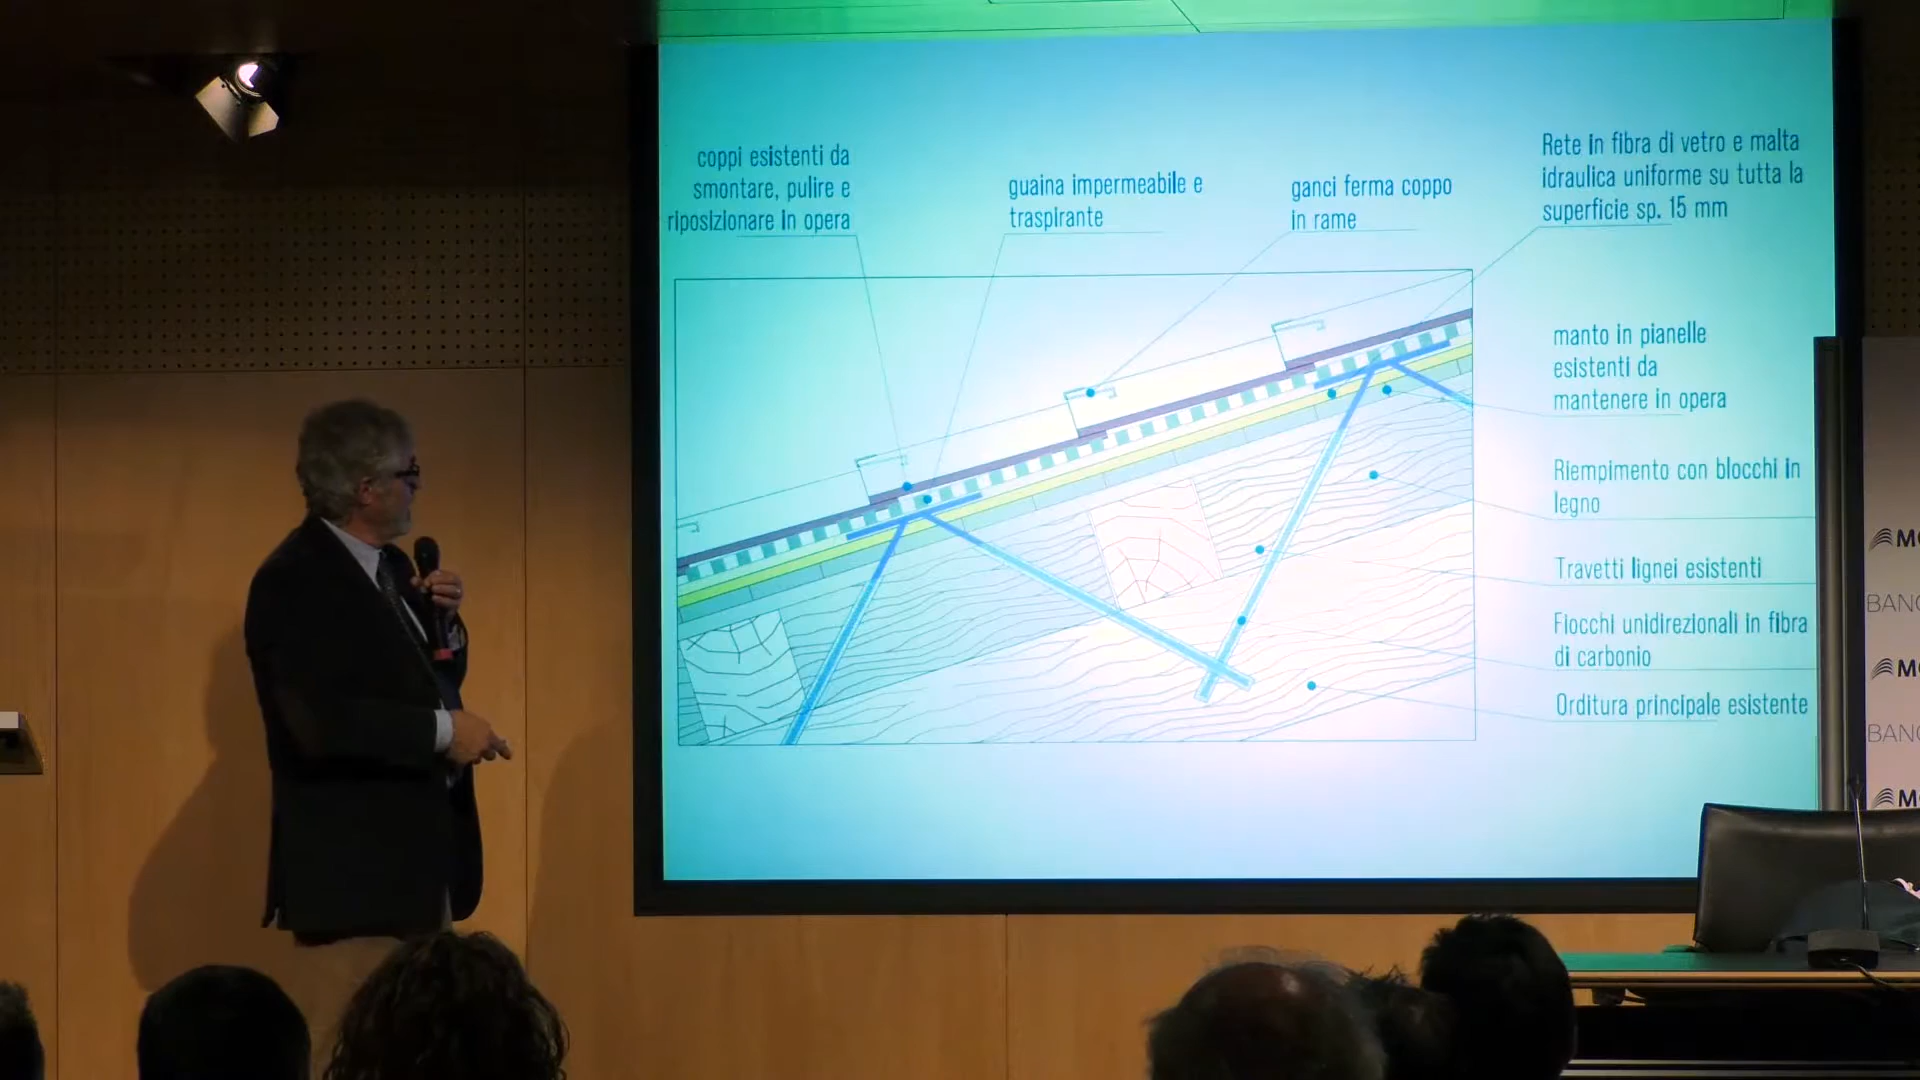 coppi esistenti da
smontare, pulire e
riposizionare in opera
guaina impermeabile e
traspirante
ganci ferma coppo
in rame
Rete in fibra di vetro e malta
idraulica uniforme su tutta la
superficie sp. 15 mm
manto in pianelle
esistenti da
mantenere in opera
Riempimento con blocchi in
legno
Travetti lignei esistenti
Fiocchi unidirezionali in fibra
di carbonio
Orditura principale esistente